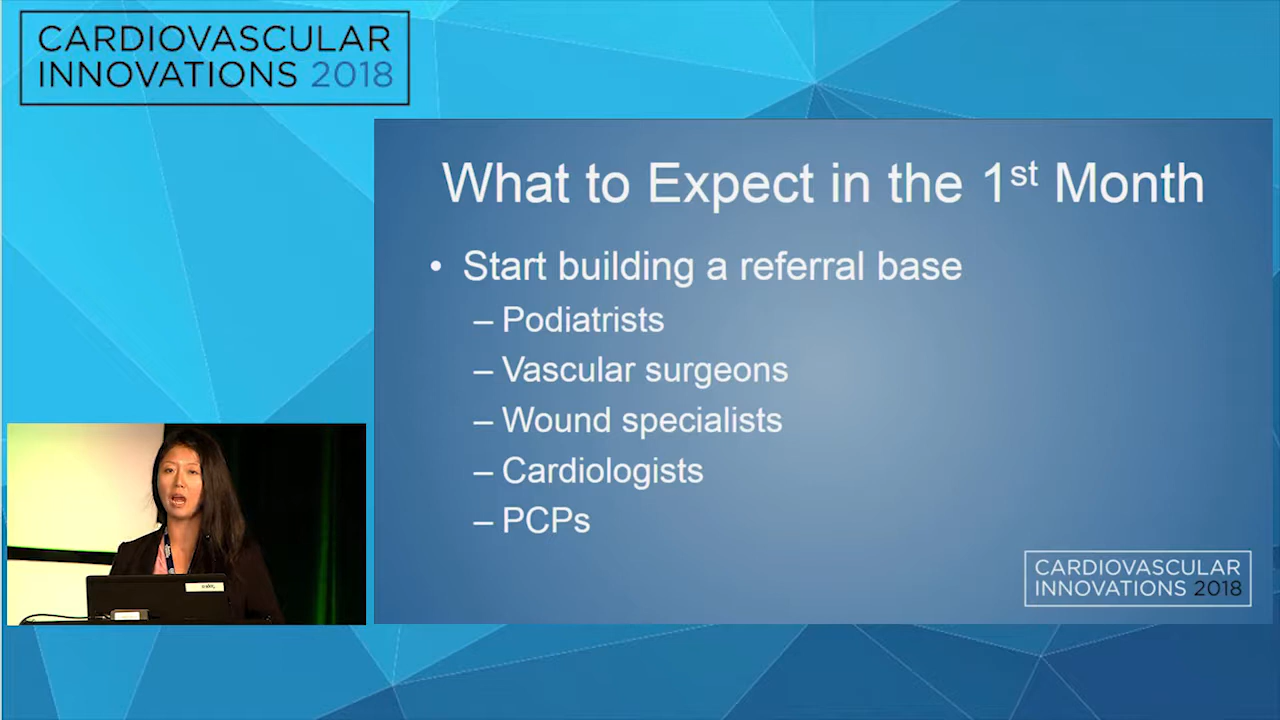 CARDIOVASCULAR
INNOVATIONS 2018
What to Expect in the 1st Month
• Start building a referral base
– Podiatrists
– Vascular surgeons
– Wound specialists
– Cardiologists
– PCPs
CARDIOVASCULAR
INNOVATIONS 2018